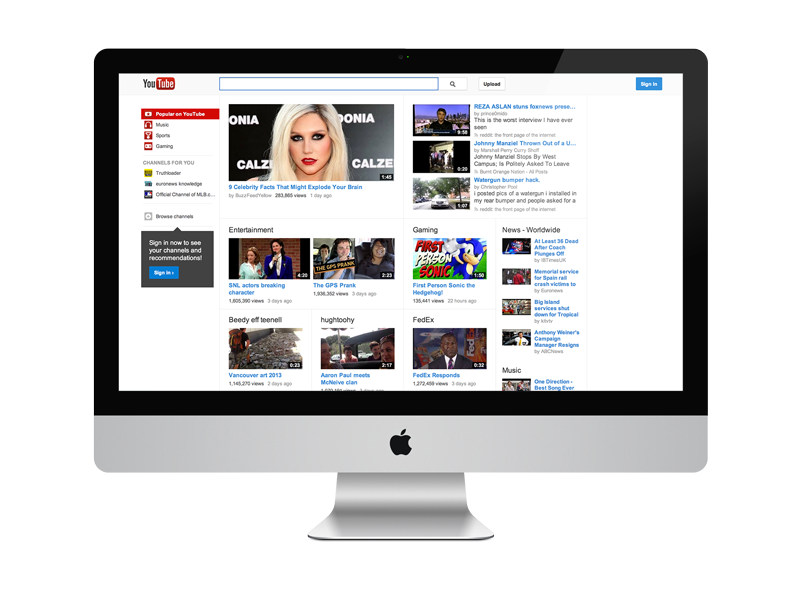 YouTube
Upload
Sign in
Popular on YouTube
Music
Sports
Gaming
CHANNELS FOR YOU
Truthloader
euronews knowledge
Official Channel of MLB.c...
Browse channels
Sign in now to see
your channels and
recommendations!
Sign in ›
ONIA
DONIA
CALZE
CALZE
1:45
9 Celebrity Facts That Might Explode Your Brain
by BuzzFeedYellow 283,865 views 1 day ago
9:58
REZA ASLAN stuns foxnews prese...
by princeOmido
This is the worst interview I have ever
seen
reddit: the front page of the internet
0:20
Johnny Manziel Thrown Out of a U...
by Marshall Perry Curry Shoff
Johnny Manziel Stops By West
Campus; Is Politely Asked To Leave
Burnt Orange Nation - All Posts
1:07
Watergun bumper hack.
by Christopher Pool
i posted pics of a watergun i installed in
my rear bumper and people asked for a
reddit: the front page of the internet
Entertainment
4:20
SNL actors breaking
character
1,605,390 views 3 days ago
THE GPS PRANK
2:23
The GPS Prank
1,936,352 views 3 days ago
Gaming
FIRST
PERSON
SONIC!
1:50
First Person Sonic the
Hedgehog!
135,441 views 22 hours ago
News - Worldwide
At Least 36 Dead
After Coach
Plunges Off
by IBTimesUK
Memorial service
for Spain rail
crash victims to
by Euronews
Big Island
services shut
down for Tropical
by kitvtv
Anthony Weiner's
Campaign
Manager Resigns
by ABCNews
Beedy eff teenell
0:23
Vancouver art 2013
1,145,270 views 2 days ago
hughtoohy
2:17
Aaron Paul meets
McNeive clan
FedEx
FedEx
0:32
FedEx Responds
1,272,459 views 3 days ago
Music
One Direction -
Best Song Ever